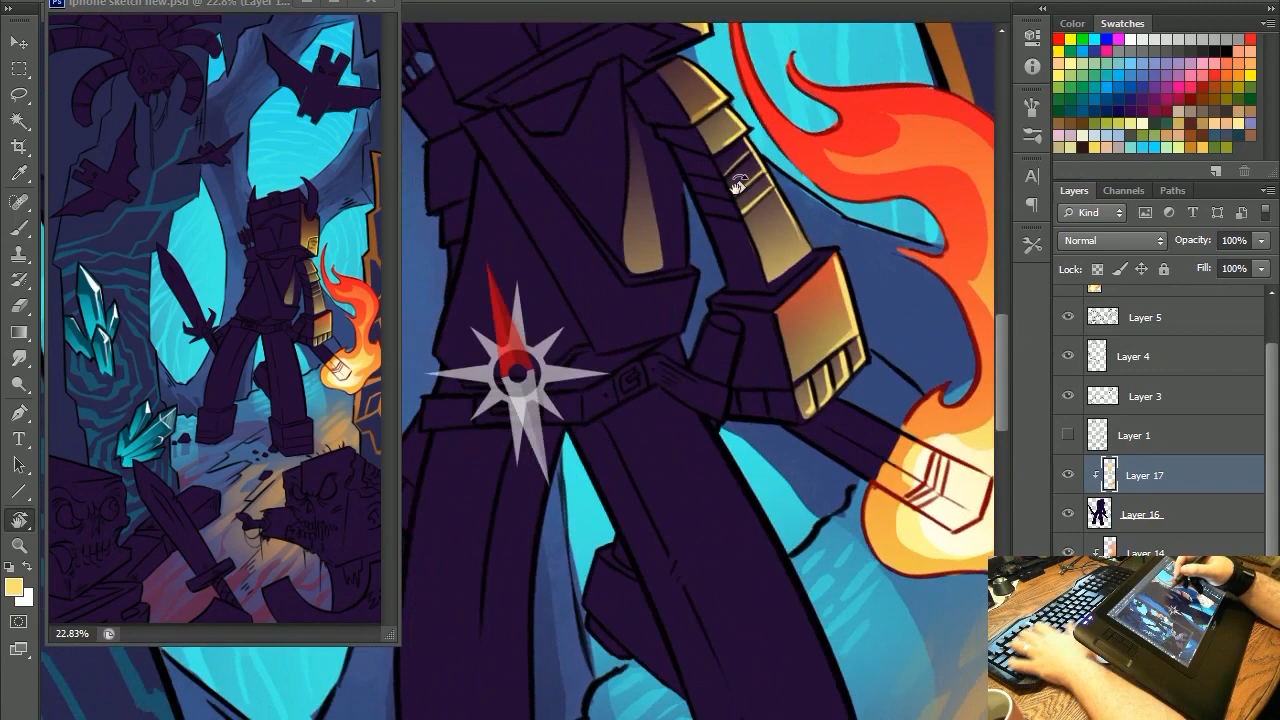 iphone sketch new.psd @ 22.8% (Layer 1...
22.83%
Color
Swatches
Layers
Channels
Paths
Kind
Normal
Opacity: 100%
Lock:
Fill: 100%
Layer 5
Layer 4
Layer 3
Layer 1
Layer 17
Layer 16
Layer 14